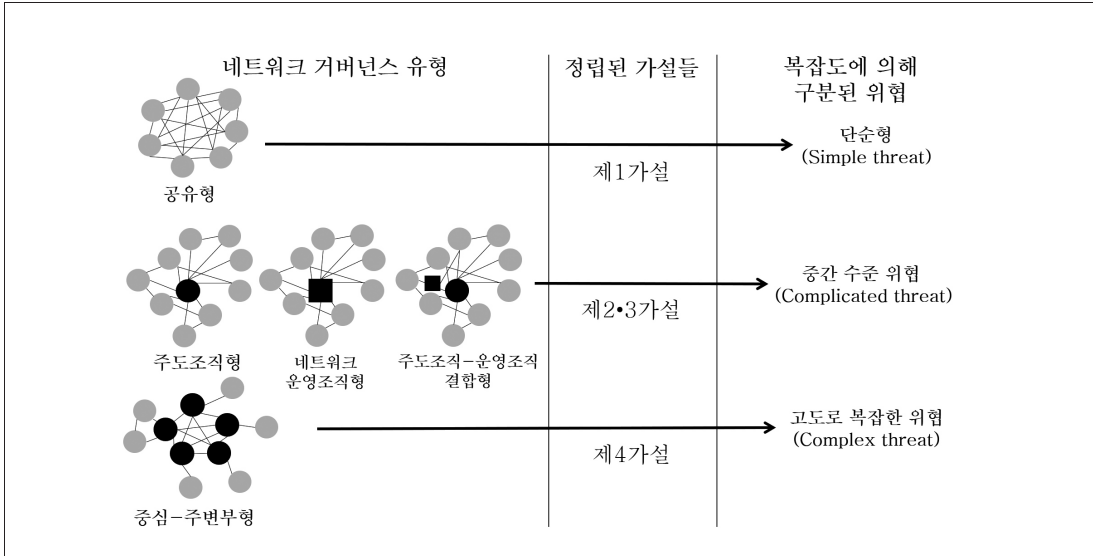 네트워크 거버넌스 유형
정립된 가설들
복잡도에 의해
구분된 위협
공유형
제1가설
단순형
(Simple threat)
주도조직형
네트워크
운영조직형
주도조직-운영조직
결합형
제2•3가설
중간 수준 위협
(Complicated threat)
중심-주변부형
제4가설
고도로 복잡한 위협
(Complex threat)